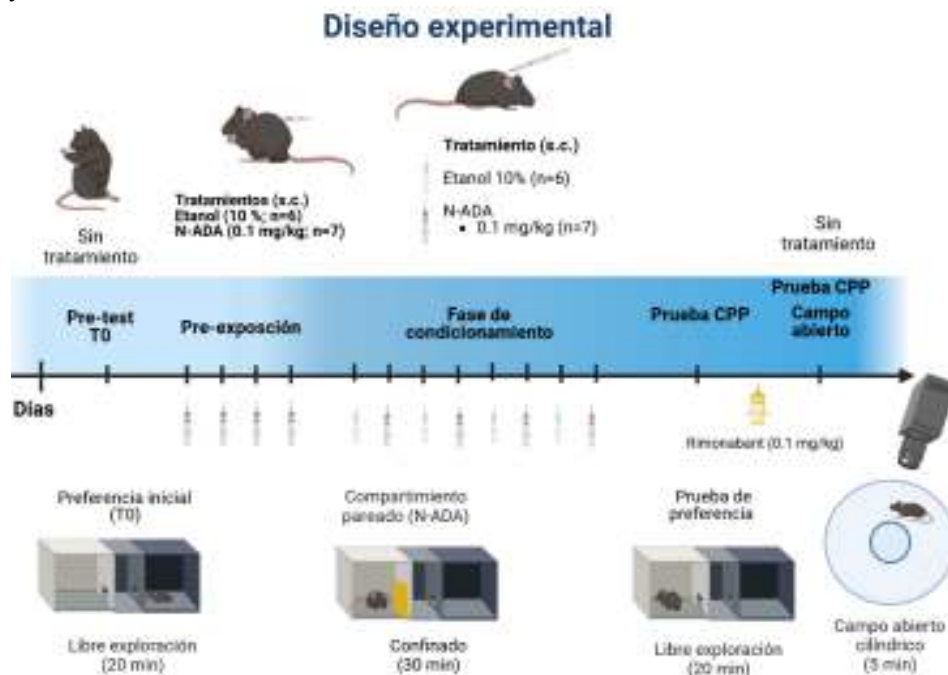 Diseño experimental
Sin
tratamiento
Tratamientos (s.c.)
Etanol (10 %; n=6)
N-ADA (0.1 mg/kg; n=7)
Tratamiento (s.c.)
Etanol 10% (n=6)
N-ADA
• 0.1 mg/kg (n=7)
Sin
tratamiento
Pre-test
T0
Pre-exposción
Fase de
condicionamiento
Prueba CPP
Prueba CPP
Campo
abierto
Días
Rimonabant (0.1 mg/kg)
Preferencia inicial
(T0)
Compartimiento
pareado (N-ADA)
Prueba de
preferencia
Libre exploración
(20 min)
Confinado
(30 min)
Libre exploración
(20 min)
Campo abierto
cilíndrico
(5 min)